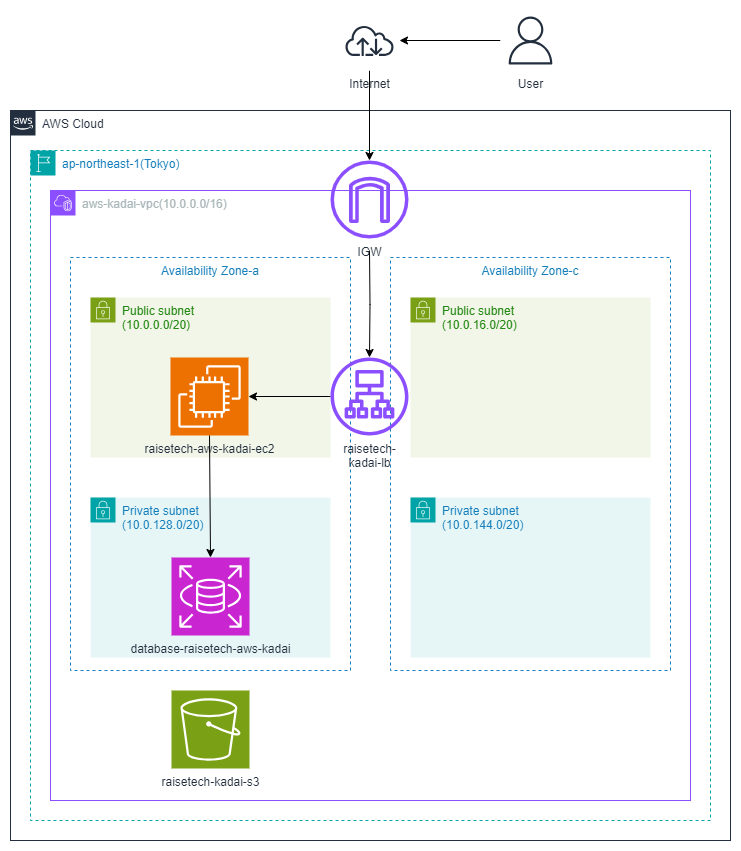 User
Internet
aws
AWS Cloud
ap-northeast-1(Tokyo)
aws-kadai-vpc(10.0.0.0/16)
IGW
Availability Zone-a
Availability Zone-c
Public subnet
(10.0.0.0/20)
Public subnet
(10.0.16.0/20)
raisetech-aws-kadai-ec2
raisetech-
kadai-lb
Private subnet
(10.0.128.0/20)
Private subnet
(10.0.144.0/20)
database-raisetech-aws-kadai
raisetech-kadai-s3